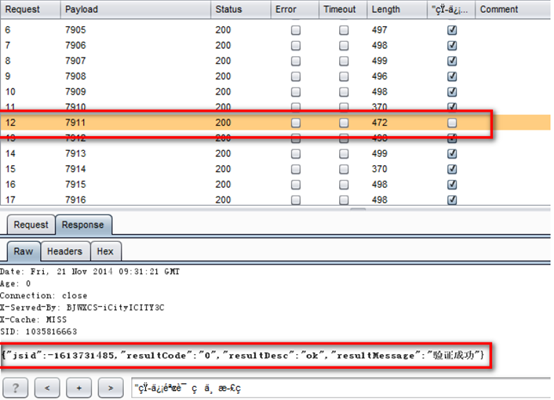 Request Payload Status Error Timeout Length "çŸ-ä¿¡... Comment
6 7905 200 497
7 7906 200 498
8 7907 200 499
9 7908 200 496
10 7909 200 498
11 7910 200 370
12 7911 200 472
13 7912 200 498
14 7913 200 499
15 7914 200 370
16 7915 200 498
17 7916 200 498
Request Response
Raw Headers Hex
Date: Fri, 21 Nov 2014 09:31:21 GMT
Age: 0
Connection: close
X-Served-By: BJWXCS-iCityICITY3C
X-Cache: MISS
SID: 1035816663
{"jsid":-1613731485,"resultCode":"0","resultDesc":"ok","resultMessage":"验证成功"}
? < + >